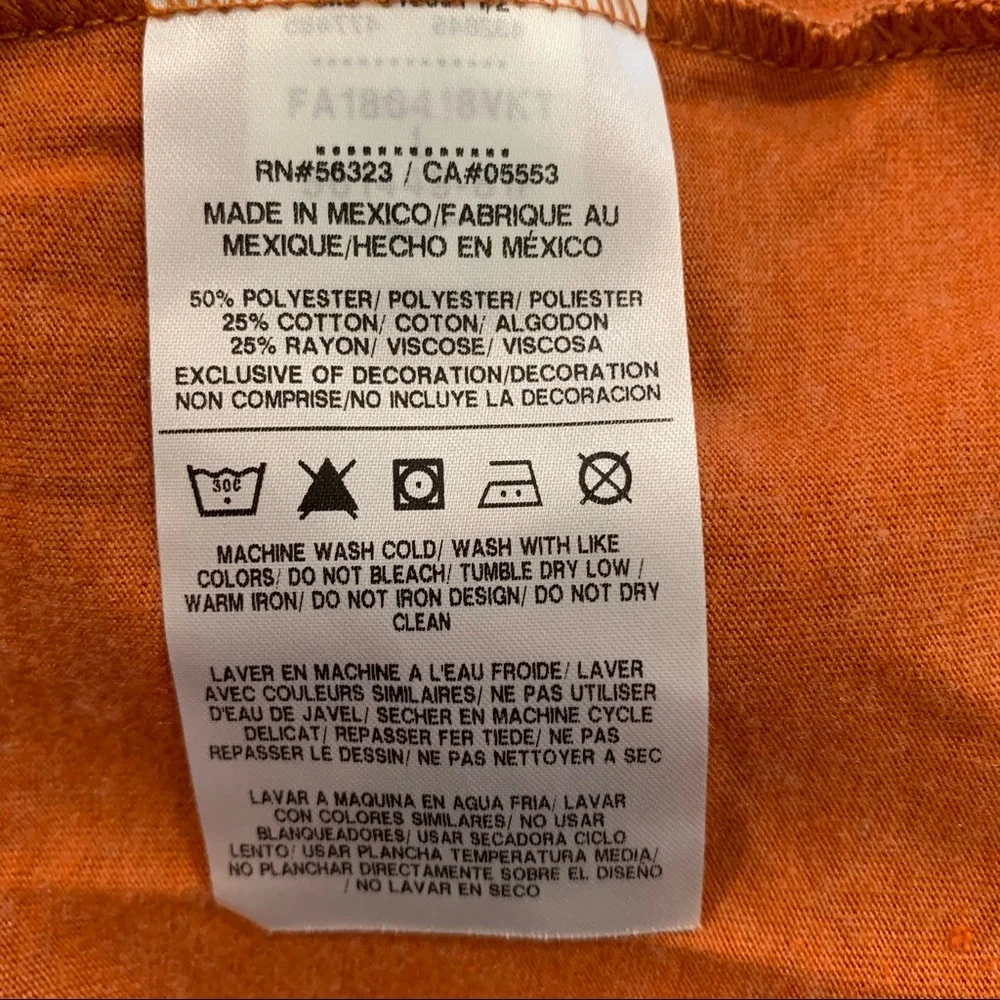 RN#56323 / CA#05553
MADE IN MEXICO/FABRIQUE AU
MEXIQUE/HECHO EN MÉXICO
50% POLYESTER/ POLYESTER/ POLIESTER
25% COTTON/ COTON/ ALGODON
25% RAYON/ VISCOSE/ VISCOSA
EXCLUSIVE OF DECORATION/DECORATION
NON COMPRISE/NO INCLUYE LA DECORACION
30C
MACHINE WASH COLD/ WASH WITH LIKE
COLORS/ DO NOT BLEACH/ TUMBLE DRY LOW /
WARM IRON/ DO NOT IRON DESIGN/ DO NOT DRY
CLEAN
LAVER EN MACHINE A L'EAU FROIDE/ LAVER
AVEC COULEURS SIMILAIRES/ NE PAS UTILISER
D'EAU DE JAVEL/ SECHER EN MACHINE CYCLE
DELICAT/ REPASSER FER TIEDE/ NE PAS
REPASSER LE DESSIN/ NE PAS NETTOYER A SEC
LAVAR A MAQUINA EN AGUA FRIA/ LAVAR
CON COLORES SIMILARES/ NO USAR
BLANQUEADORES/ USAR SECADORA CICLO
LENTO/ USAR PLANCHA TEMPERATURA MEDIA/
NO PLANCHAR DIRECTAMENTE SOBRE EL DISEÑO
/ NO LAVAR EN SECO